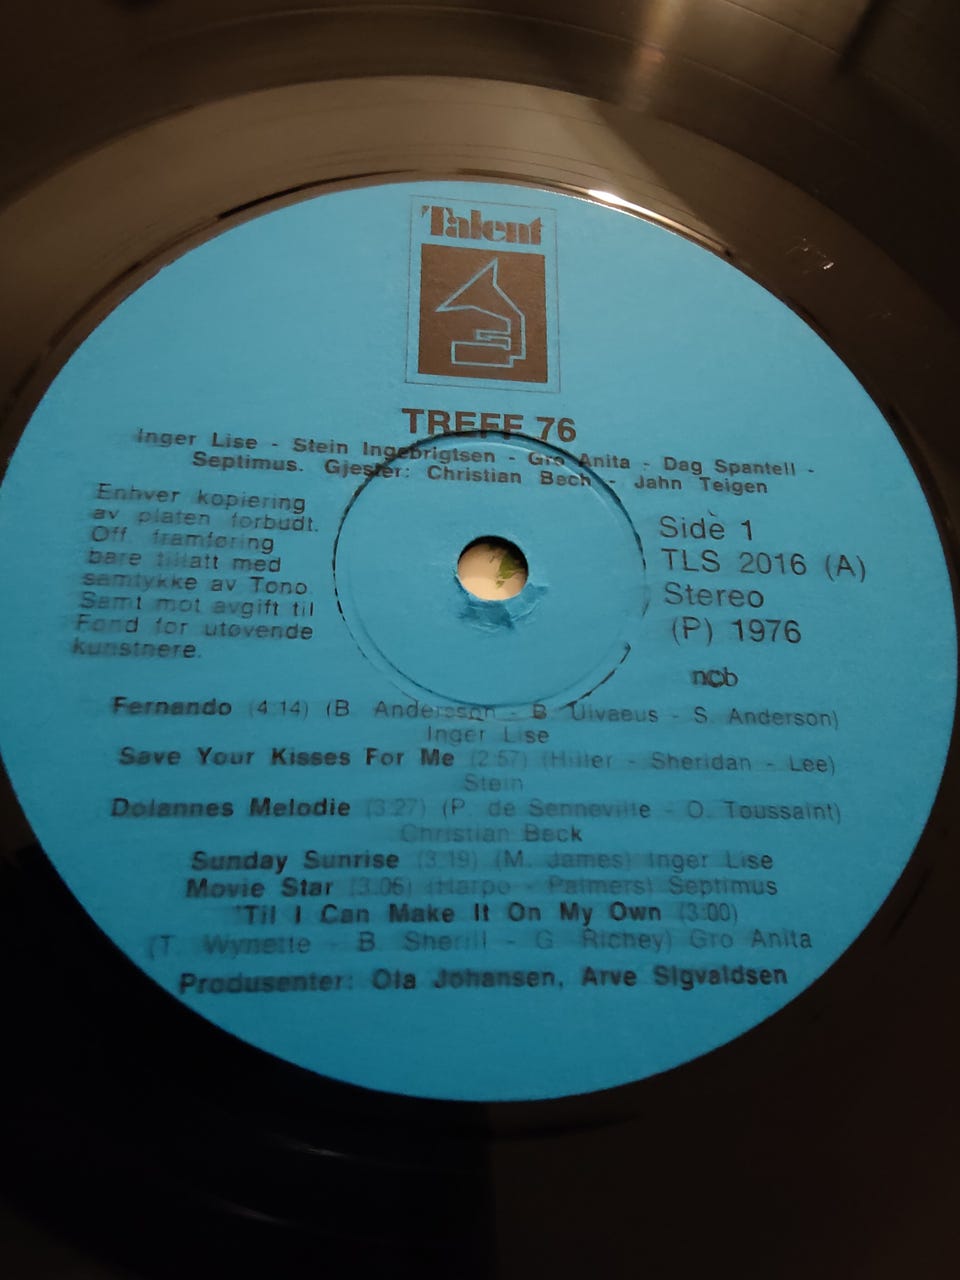 Talent
TREFF 76
Inger Lise - Stein Ingebrigtsen - Gro Anita - Dag Spantell -
Septimus. Gjester: Christian Beck - Jahn Teigen
Enhver kopiering
av platen forbudt.
Off. framføring
bare tillatt med
samtykke av Tono.
Samt mot avgift til
Fond for utøvende
kunstnere.
Side 1
TLS 2016 (A)
Stereo
(P) 1976
ncb
Fernando (4:14) (B. Andersson - B. Ulvaeus - S. Anderson)
Inger Lise
Save Your Kisses For Me (2:57) (Hiller - Sheridan - Lee)
Stein
Dolannes Melodie (3:27) (P. de Senneville - O. Toussaint)
Christian Beck
Sunday Sunrise (3:19) (M. James) Inger Lise
Movie Star (3:06) (Harpo - Palmers) Septimus
'Til I Can Make It On My Own (3:00)
(T. Wynette - B. Sherill - G. Richey) Gro Anita
Produsenter: Ola Johansen, Arve Sigvaldsen